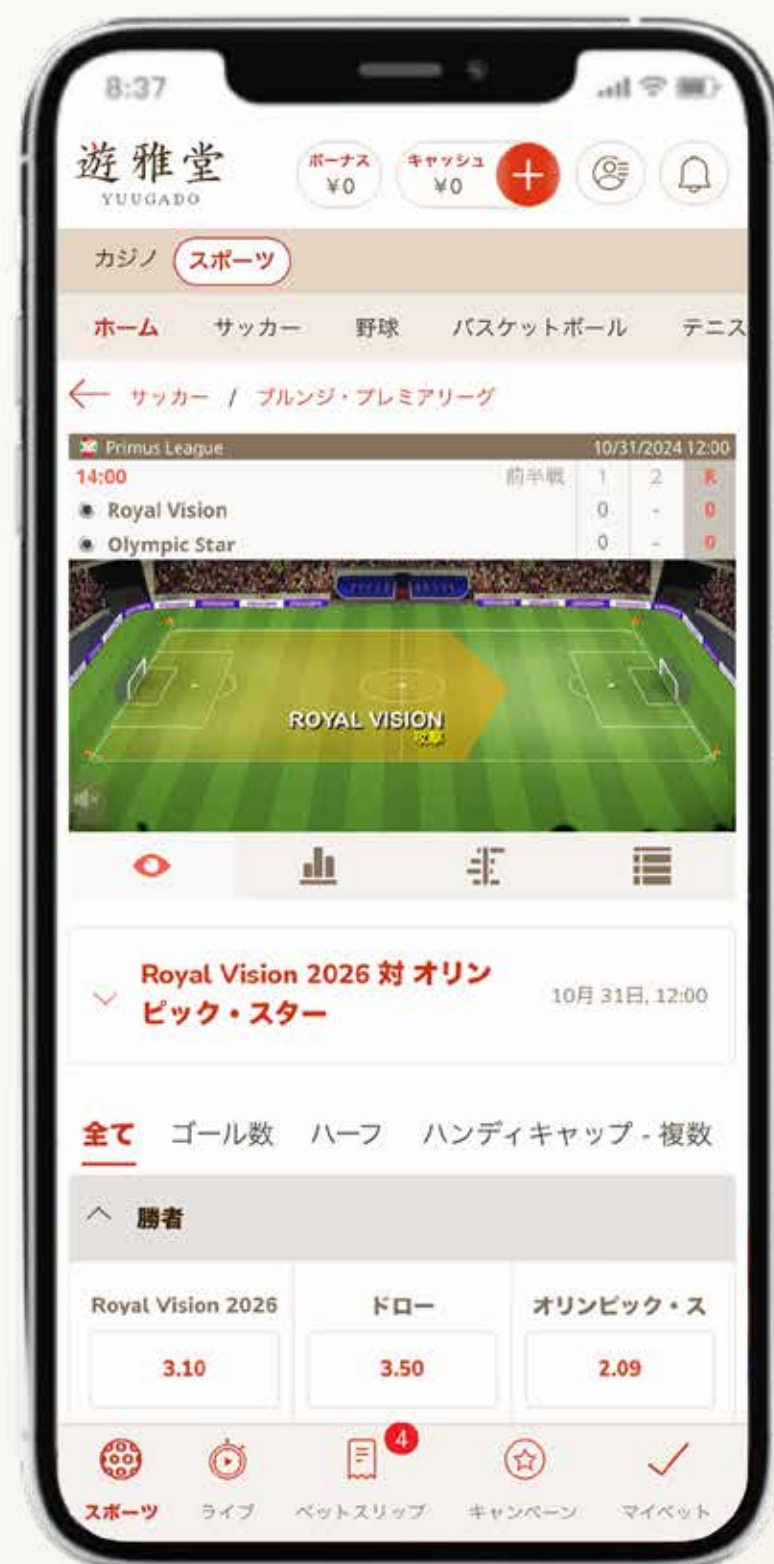 8:37
遊雅堂
YUUGADO
ボーナス
¥0
キャッシュ
¥0
カジノ スポーツ
ホーム サッカー 野球 バスケットボール テニス
サッカー / ブルンジ・プレミアリーグ
Primus League 10/31/2024 12:00
14:00 前半戦 1 2 R
Royal Vision 0 - 0
Olympic Star 0 - 0
ROYAL VISION
Royal Vision 2026 対 オリン
ピック・スター
10月 31日, 12:00
全て ゴール数 ハーフ ハンディキャップ - 複数
勝者
Royal Vision 2026 ドロー オリンピック・ス
3.10 3.50 2.09
4
スポーツ ライブ ベットスリップ キャンペーン マイベット